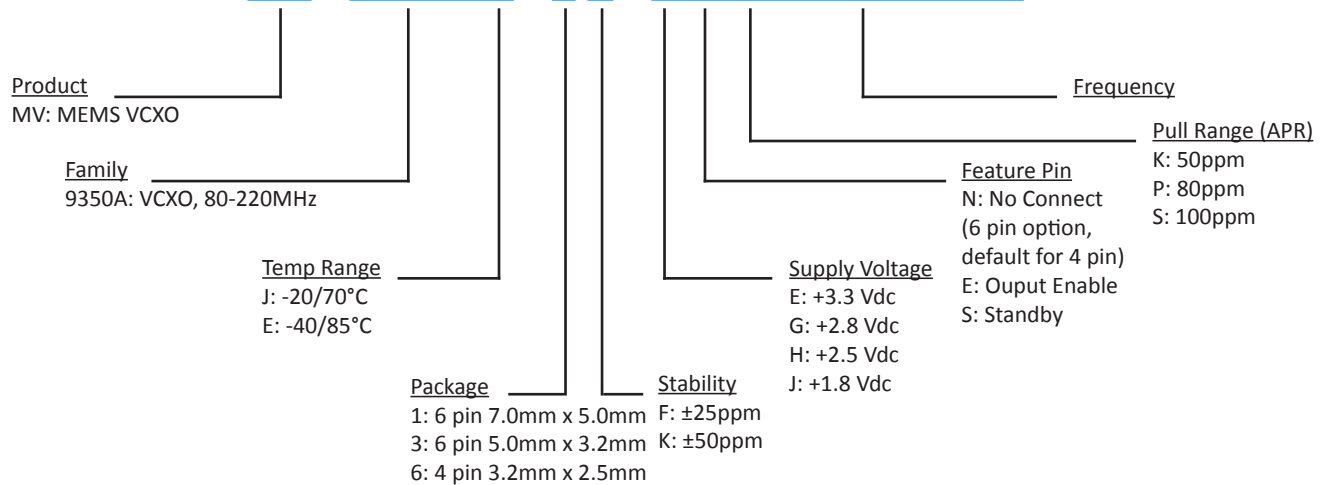 Product
MV: MEMS VCXO
Family
9350A: VCXO, 80-220MHz
Temp Range
J: -20/70°C
E: -40/85°C
Package
1: 6 pin 7.0mm x 5.0mm
3: 6 pin 5.0mm x 3.2mm
6: 4 pin 3.2mm x 2.5mm
Stability
F: ±25ppm
K: ±50ppm
Supply Voltage
E: +3.3 Vdc
G: +2.8 Vdc
H: +2.5 Vdc
J: +1.8 Vdc
Feature Pin
N: No Connect
(6 pin option,
default for 4 pin)
E: Ouput Enable
S: Standby
Pull Range (APR)
K: 50ppm
P: 80ppm
S: 100ppm
Frequency